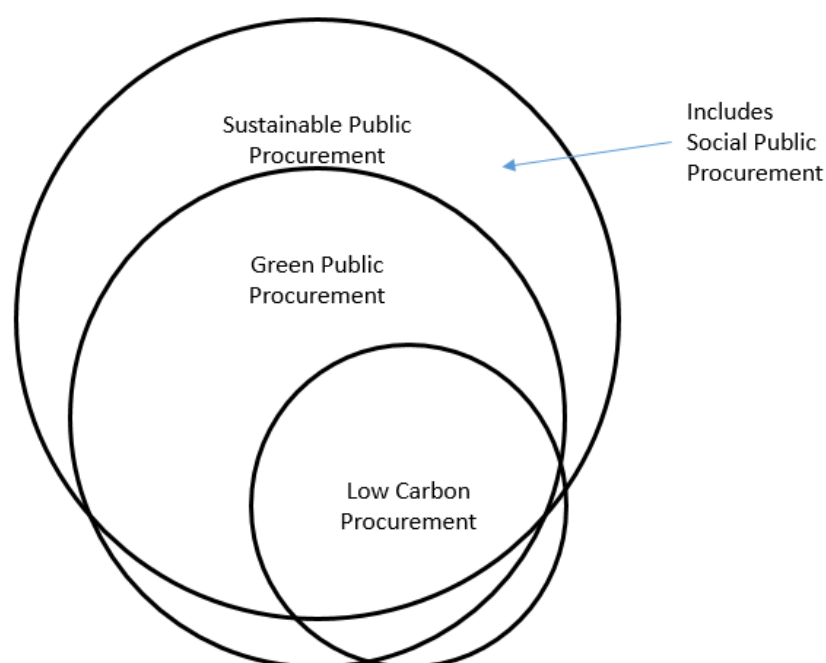 Sustainable Public
Procurement
Includes
Social Public
Procurement
Green Public
Procurement
Low Carbon
Procurement